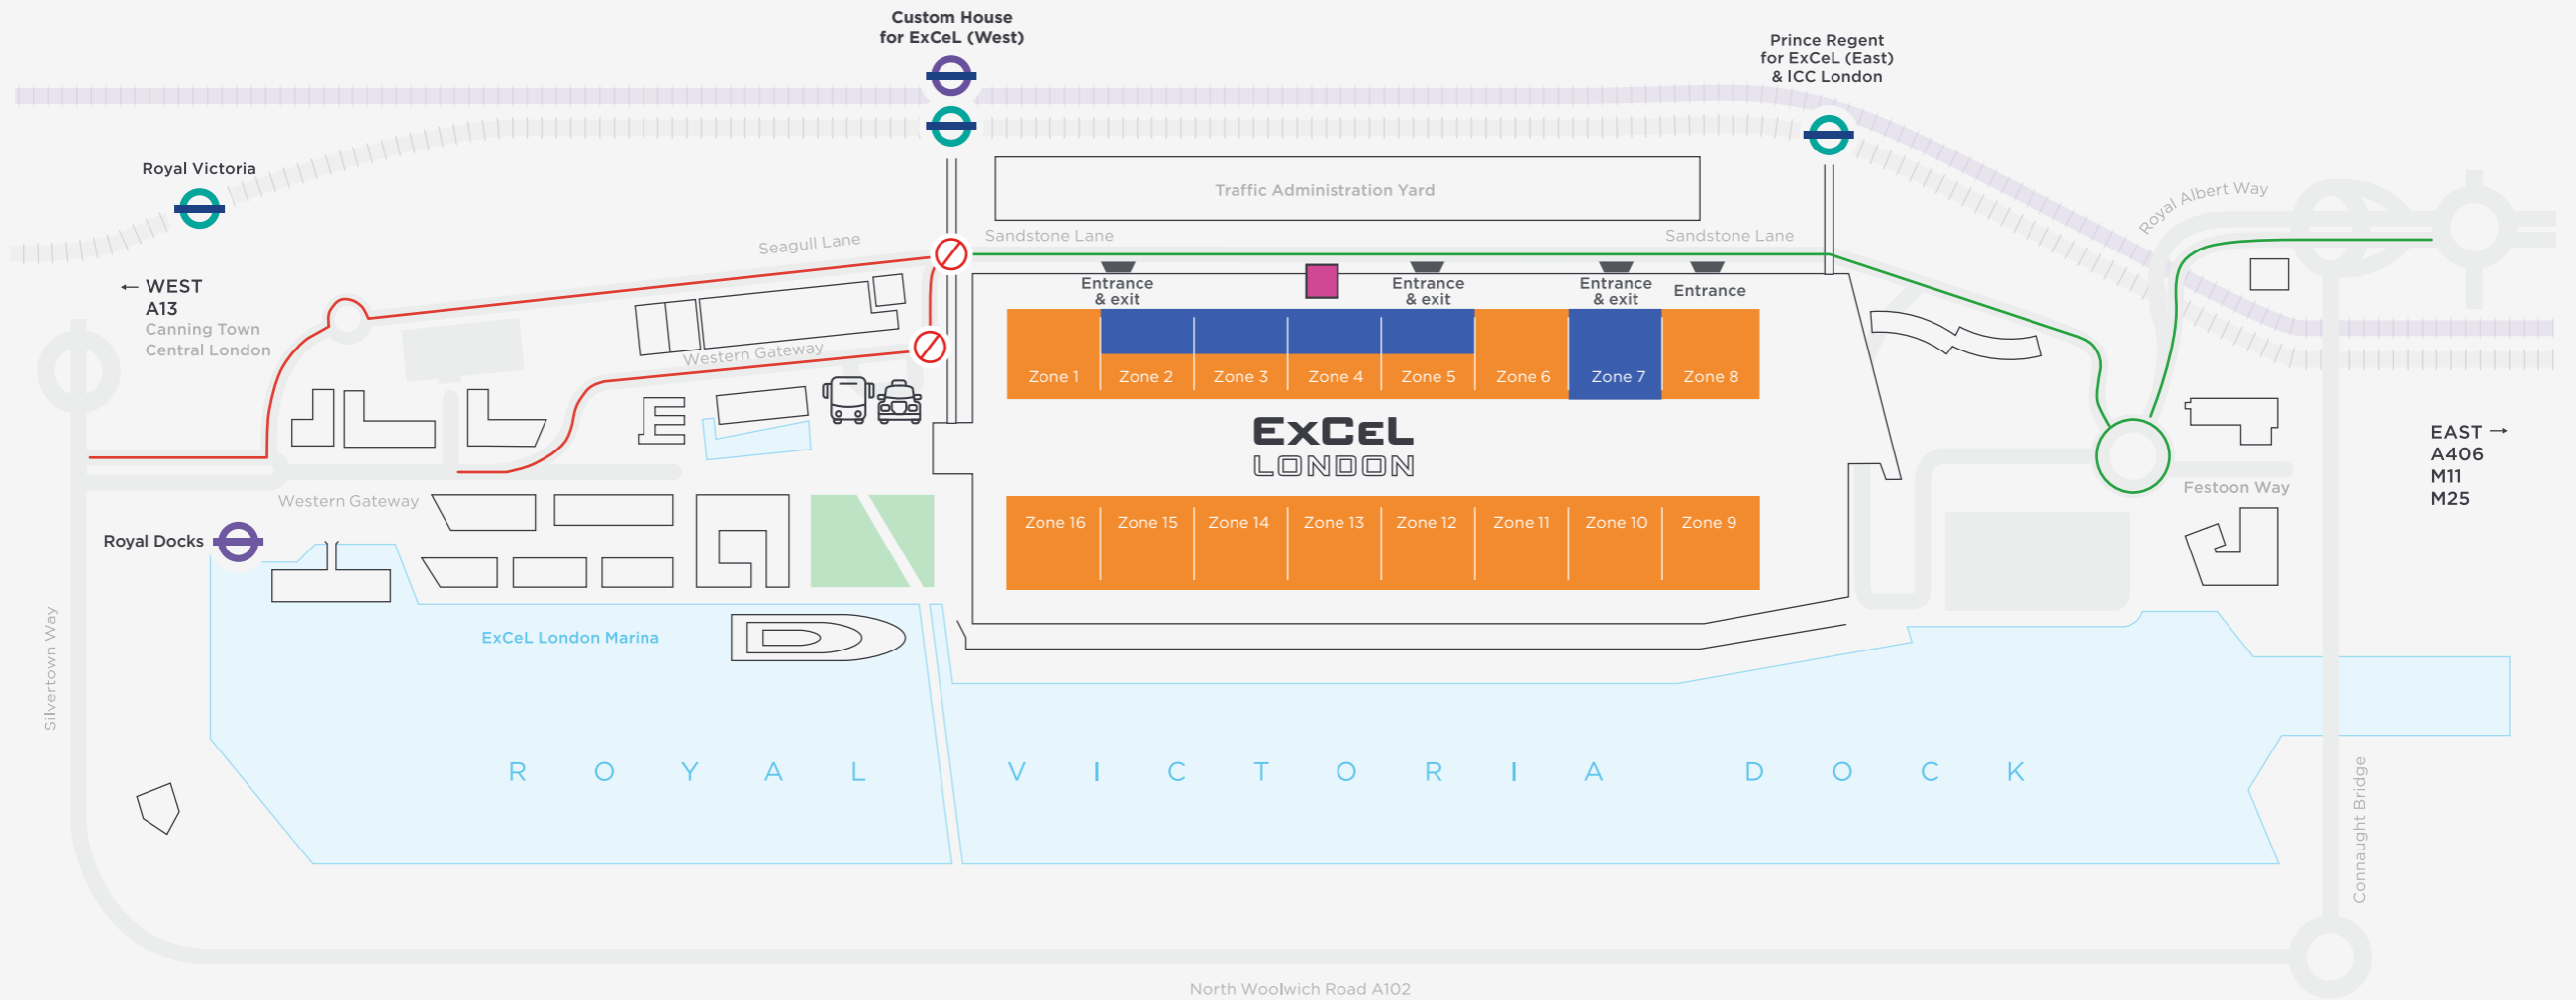 Custom House
for ExCeL (West)
Prince Regent
for ExCeL (East)
& ICC London
Royal Victoria
Traffic Administration Yard
Royal Albert Way
Seagull Lane
Sandstone Lane
Sandstone Lane
← WEST
A13
Canning Town
Central London
Entrance
& exit
Entrance
& exit
Entrance
& exit
Entrance
Western Gateway
Zone 1
Zone 2
Zone 3
Zone 4
Zone 5
Zone 6
Zone 7
Zone 8
ExCeL
LONDON
EAST →
A406
M11
M25
Festoon Way
Western Gateway
Zone 16
Zone 15
Zone 14
Zone 13
Zone 12
Zone 11
Zone 10
Zone 9
Royal Docks
ExCeL London Marina
Silvertown Way
ROYAL VICTORIA DOCK
Connaught Bridge
North Woolwich Road A102